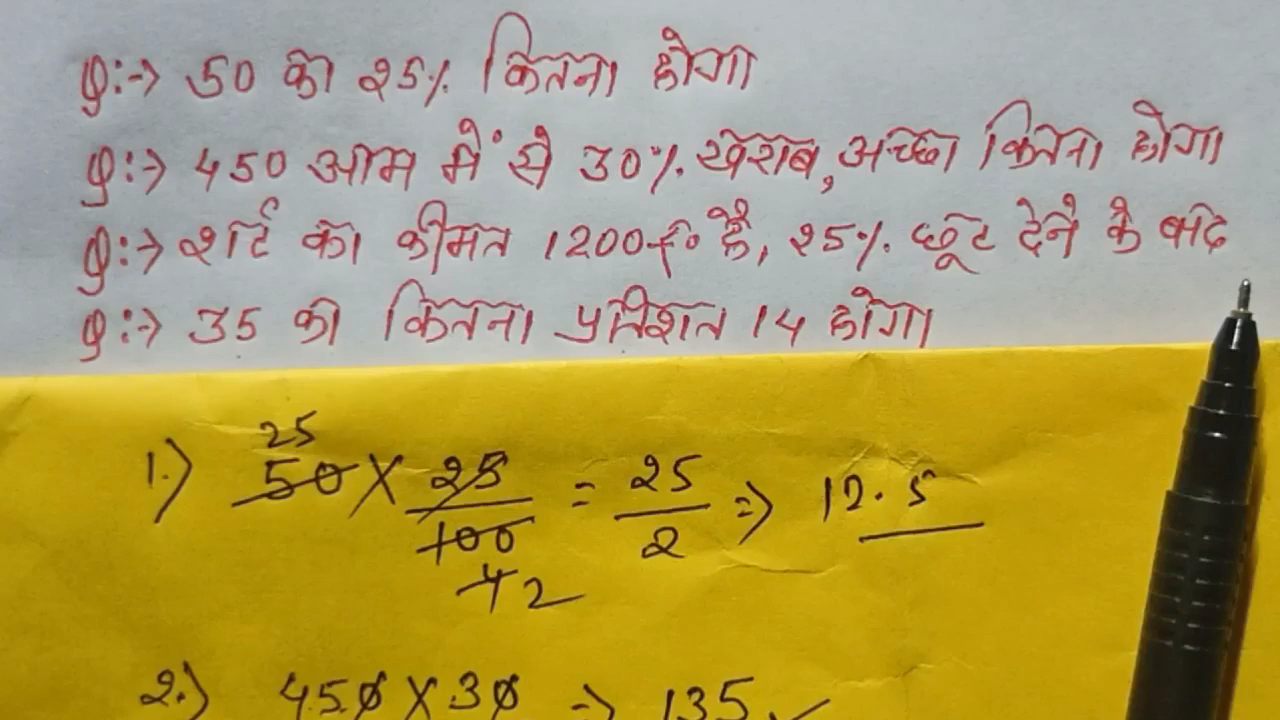 Q:→ 50 का 25% कितना होगा
Q:→ 450 आम में से 30% खराब, अच्छा कितना होगा
Q:→ शर्ट का कीमत 1200रु० है, 25% छूट देने के बाद
Q:→ 35 का कितना प्रतिशत 14 होगा
25
1.) 50 X 25 = 25 => 12.5
100 2
4 2
2.) 450 X 30 => 135